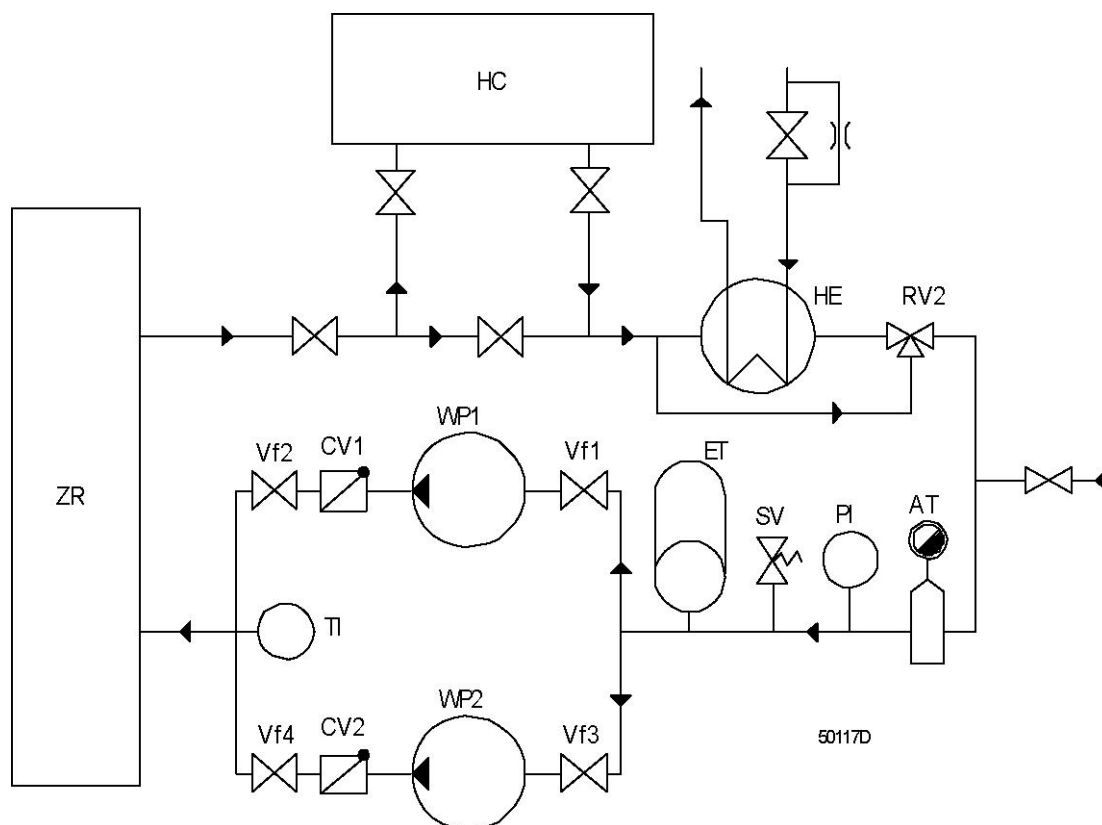 HC
HE
RV2
WP1
CV1
Vf2
Vf1
ET
ZR
SV
PI
AT
TI
WP2
CV2
Vf4
Vf3
50117D